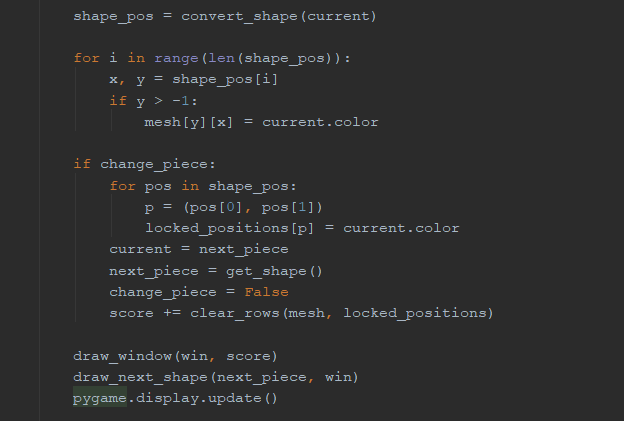 shape_pos = convert_shape(current)
for i in range(len(shape_pos)):
x, y = shape_pos[i]
if y > -1:
mesh[y][x] = current.color
if change_piece:
for pos in shape_pos:
p = (pos[0], pos[1])
locked_positions[p] = current.color
current = next_piece
next_piece = get_shape()
change_piece = False
score += clear_rows(mesh, locked_positions)
draw_window(win, score)
draw_next_shape(next_piece, win)
pygame.display.update()